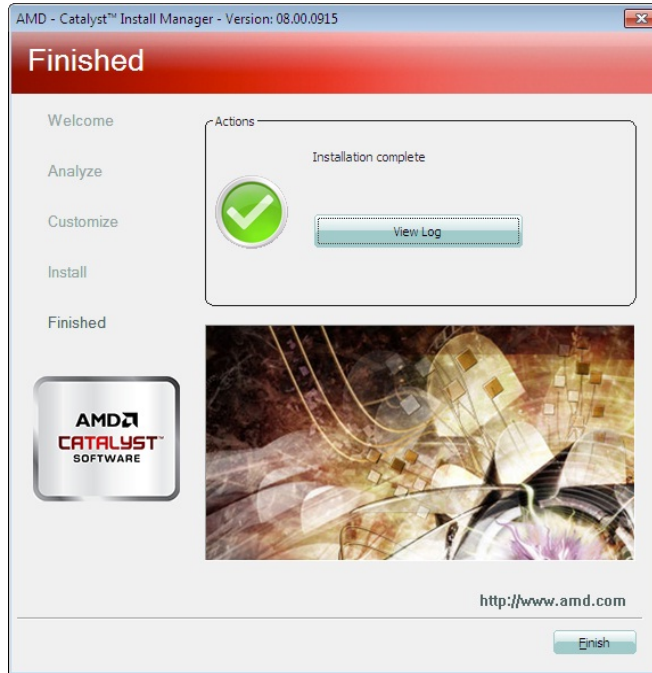 AMD - Catalyst™ Install Manager - Version: 08.00.0915
Finished
Welcome
Analyze
Customize
Install
Finished
Actions
Installation complete
View Log
AMD
CATALYST™
SOFTWARE
http://www.amd.com
Finish